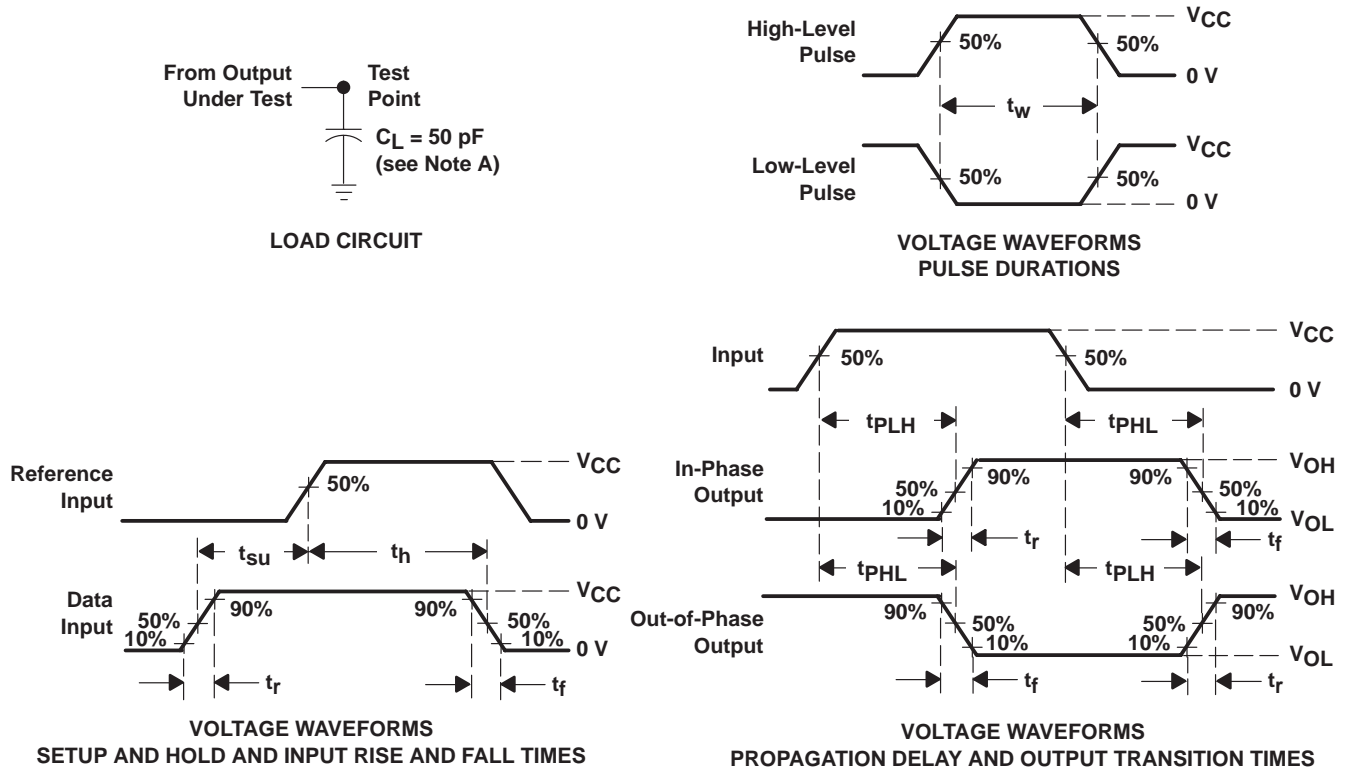 From Output
Under Test
Test
Point
CL = 50 pF
(see Note A)
LOAD CIRCUIT
High-Level
Pulse
50%
50%
VCC
0 V
tw
Low-Level
Pulse
50%
50%
VCC
0 V
VOLTAGE WAVEFORMS
PULSE DURATIONS
Reference
Input
50%
VCC
0 V
tsu
th
Data
Input
50%
10%
90%
90%
50%
10%
VCC
0 V
tr
tf
VOLTAGE WAVEFORMS
SETUP AND HOLD AND INPUT RISE AND FALL TIMES
Input
50%
50%
VCC
0 V
tPLH
tPHL
In-Phase
Output
50%
10%
90%
90%
50%
10%
VOH
VOL
tr
tf
tPHL
tPLH
Out-of-Phase
Output
90%
50%
10%
50%
10%
90%
VOH
VOL
tf
tr
VOLTAGE WAVEFORMS
PROPAGATION DELAY AND OUTPUT TRANSITION TIMES